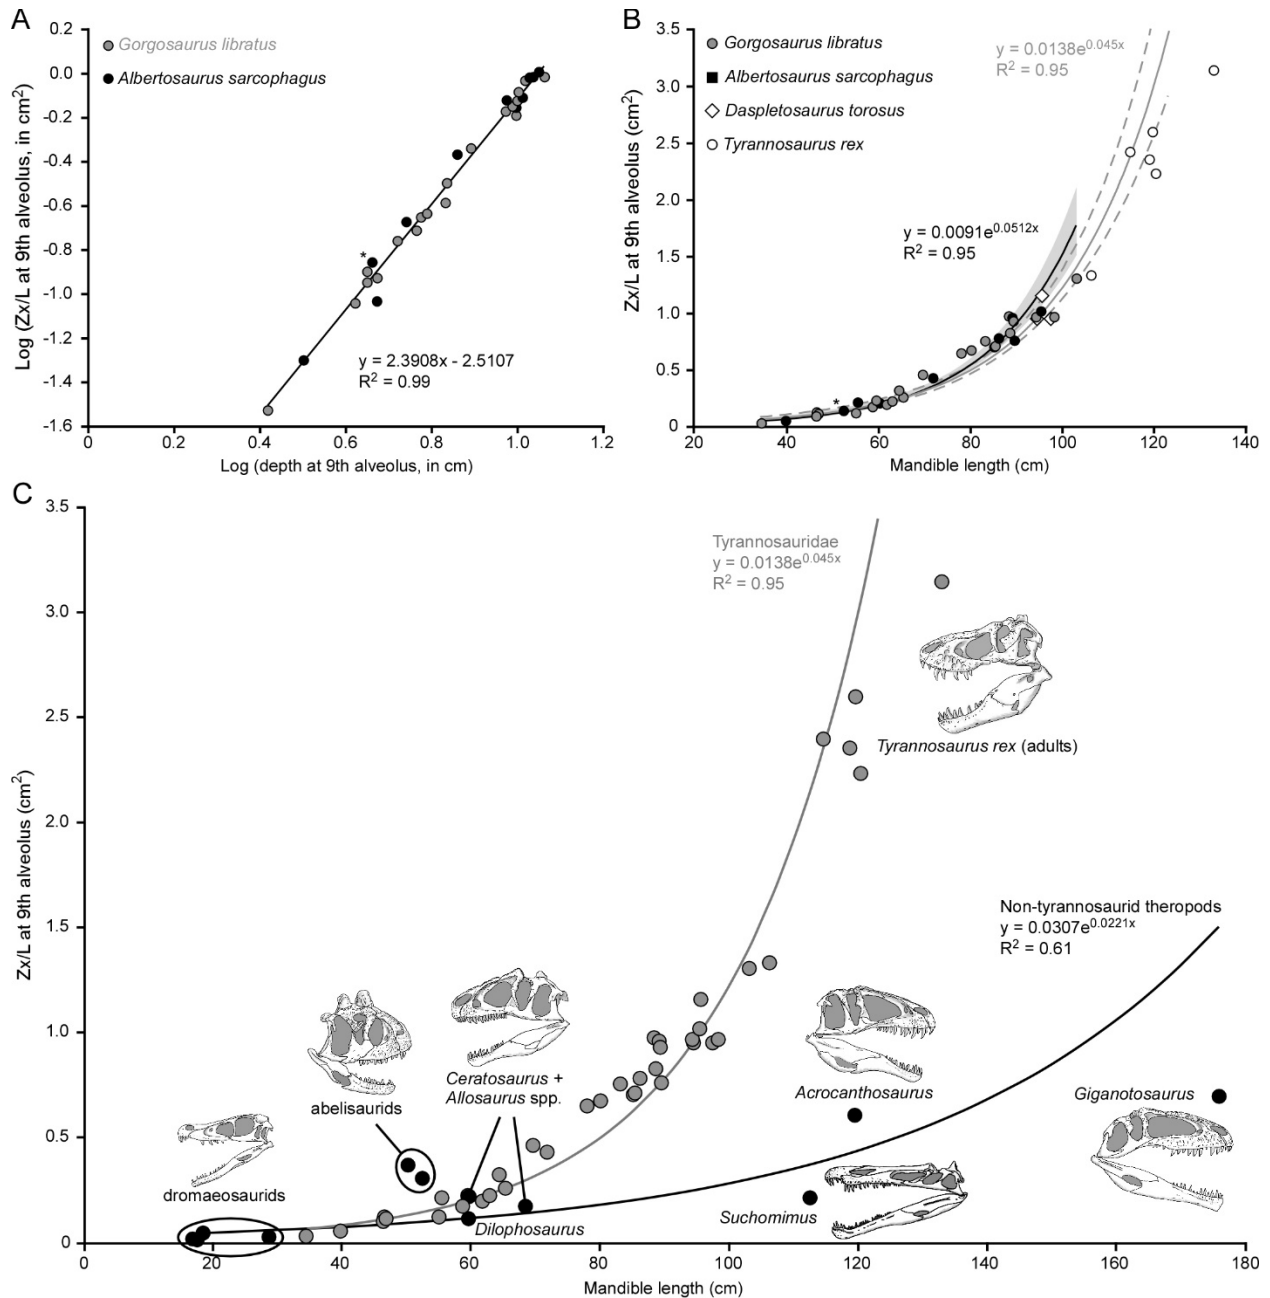 A
0.2
0.0
-0.2
-0.4
-0.6
-0.8
-1.0
-1.2
-1.4
-1.6
Log (Zx/L at 9th alveolus, in cm²)
Gorgosaurus libratus
Albertosaurus sarcophagus
*
y = 2.3908x - 2.5107
R² = 0.99
0 0.2 0.4 0.6 0.8 1.0 1.2
Log (depth at 9th alveolus, in cm)
B
3.5
3.0
2.5
2.0
1.5
1.0
0.5
0
Zx/L at 9th alveolus (cm²)
Gorgosaurus libratus
Albertosaurus sarcophagus
Daspletosaurus torosus
Tyrannosaurus rex
y = 0.0138e^0.045x
R² = 0.95
y = 0.0091e^0.0512x
R² = 0.95
*
20 40 60 80 100 120 140
Mandible length (cm)
C
3.5
3.0
2.5
2.0
1.5
1.0
0.5
0
Zx/L at 9th alveolus (cm²)
Tyrannosauridae
y = 0.0138e^0.045x
R² = 0.95
Tyrannosaurus rex (adults)
Non-tyrannosaurid theropods
y = 0.0307e^0.0221x
R² = 0.61
Ceratosaurus +
Allosaurus spp.
abelisaurids
Acrocanthosaurus
Giganotosaurus
dromaeosaurids
Dilophosaurus
Suchomimus
0 20 40 60 80 100 120 140 160 180
Mandible length (cm)